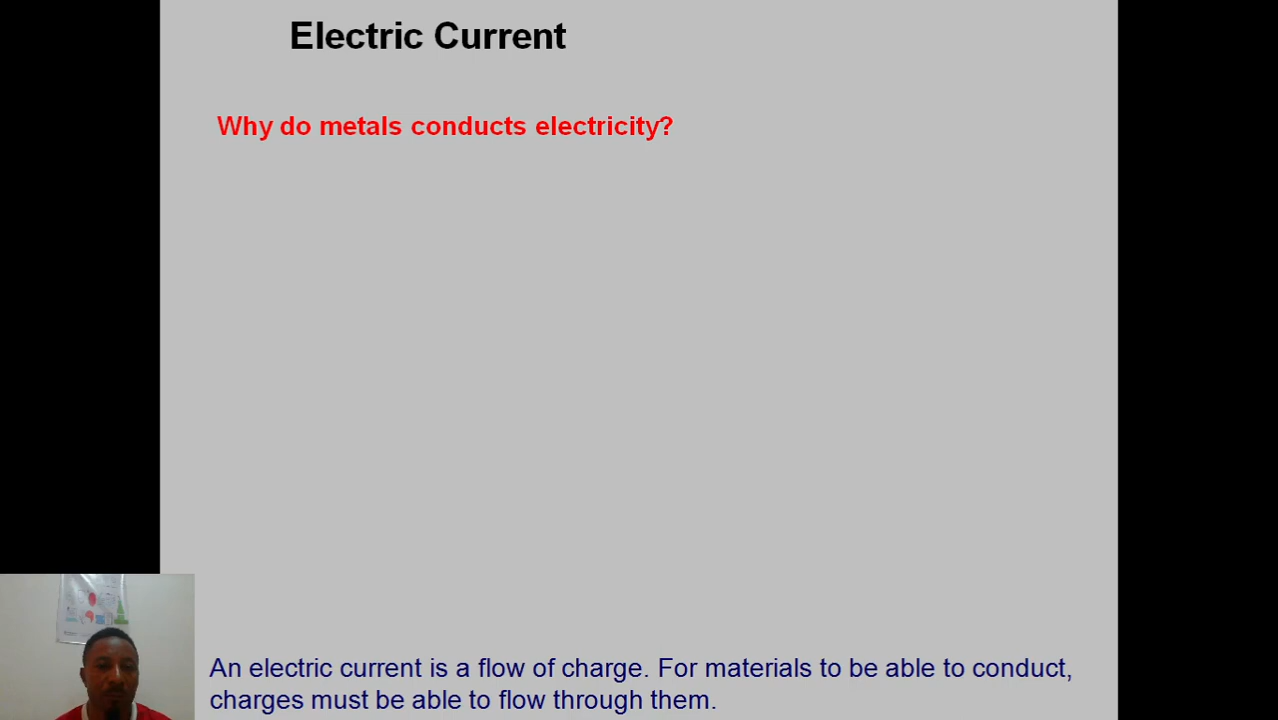 Electric Current
Why do metals conducts electricity?
An electric current is a flow of charge. For materials to be able to conduct,
charges must be able to flow through them.